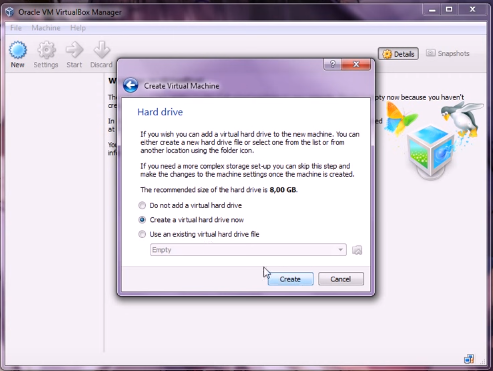 Oracle VM VirtualBox Manager
File Machine Help
New Settings Start Discard
Details Snapshots
Create Virtual Machine
Hard drive
If you wish you can add a virtual hard drive to the new machine. You can
either create a new hard drive file or select one from the list or from
another location using the folder icon.
If you need a more complex storage set-up you can skip this step and
make the changes to the machine settings once the machine is created.
The recommended size of the hard drive is 8,00 GB.
Do not add a virtual hard drive
Create a virtual hard drive now
Use an existing virtual hard drive file
Empty
Create Cancel
pty now because you haven't